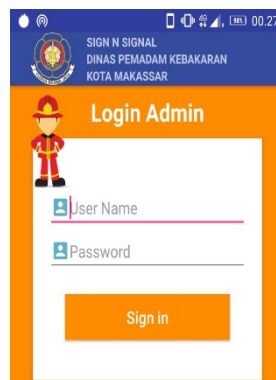 00.27
SIGN N SIGNAL
DINAS PEMADAM KEBAKARAN
KOTA MAKASSAR
Login Admin
User Name
Password
Sign in